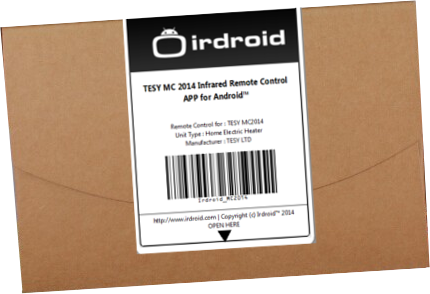 irdroid
TESY MC 2014 Infrared Remote Control
APP for Android™
Remote Control for : TESY MC2014
Unit Type : Home Electric Heater
Manufacturer : TESY LTD
Irdroid_MC2014
http://www.irdroid.com | Copyright (c) Irdroid™ 2014
OPEN HERE